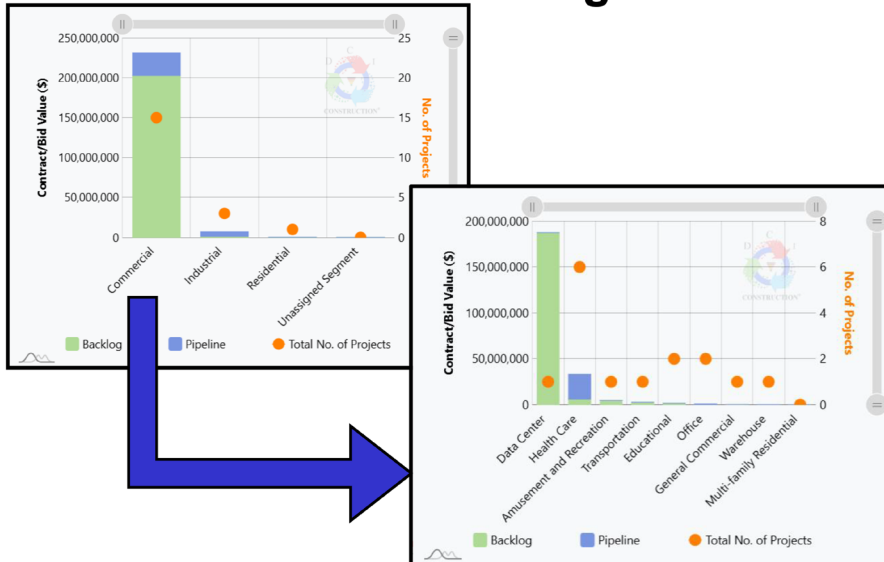 g
250,000,000
200,000,000
150,000,000
100,000,000
50,000,000
0
Contract/Bid Value ($)
25
20
15
10
5
0
No. of Projects
D C I
CONSTRUCTION
Commercial
Industrial
Residential
Unassigned Segment
Backlog
Pipeline
Total No. of Projects
200,000,000
150,000,000
100,000,000
50,000,000
0
Contract/Bid Value ($)
8
6
4
2
0
No. of Projects
D C I
CONSTRUCTION
Data Center
Health Care
Amusement and Recreation
Transportation
Educational
Office
General Commercial
Warehouse
Multi-family Residential
Backlog
Pipeline
Total No. of Projects